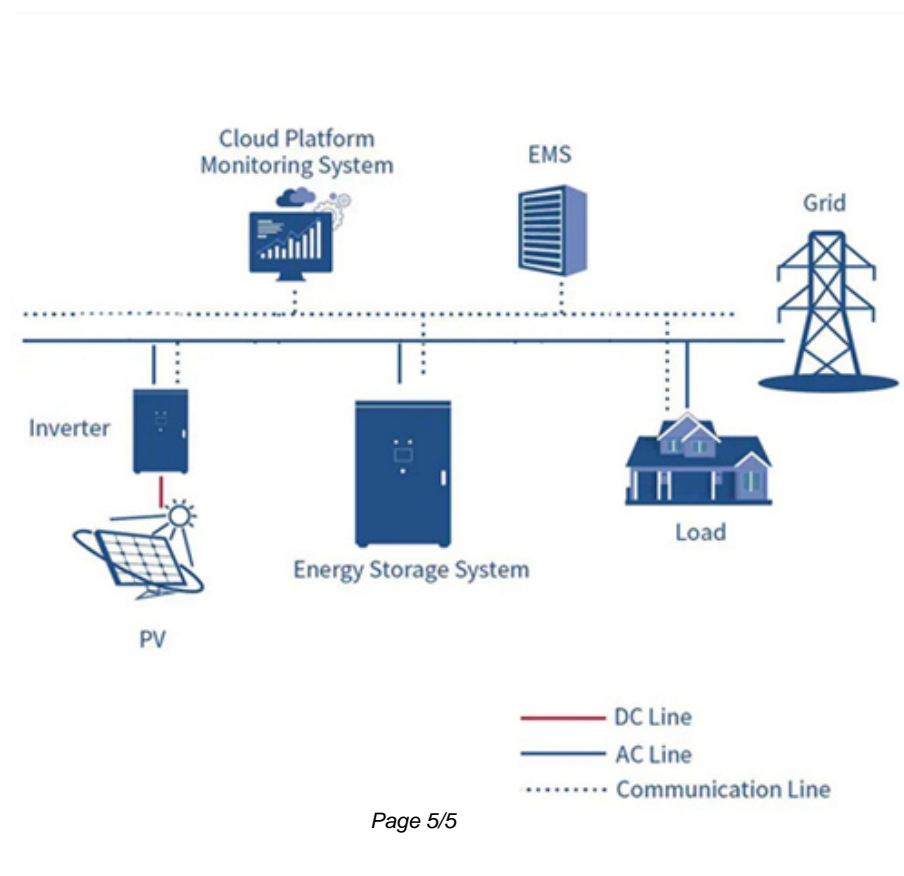 Cloud Platform
Monitoring System
EMS
Grid
Inverter
Load
Energy Storage System
PV
DC Line
AC Line
Communication Line
Page 5/5